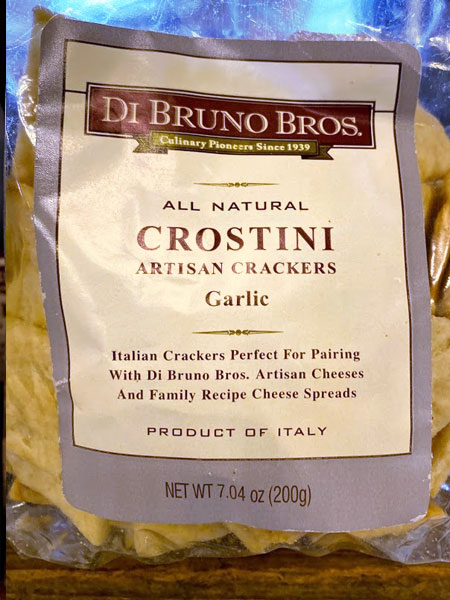 DI BRUNO BROS.
Culinary Pioneers Since 1939
ALL NATURAL
CROSTINI
ARTISAN CRACKERS
Garlic
Italian Crackers Perfect For Pairing
With Di Bruno Bros. Artisan Cheeses
And Family Recipe Cheese Spreads
PRODUCT OF ITALY
NET WT 7.04 oz (200g)